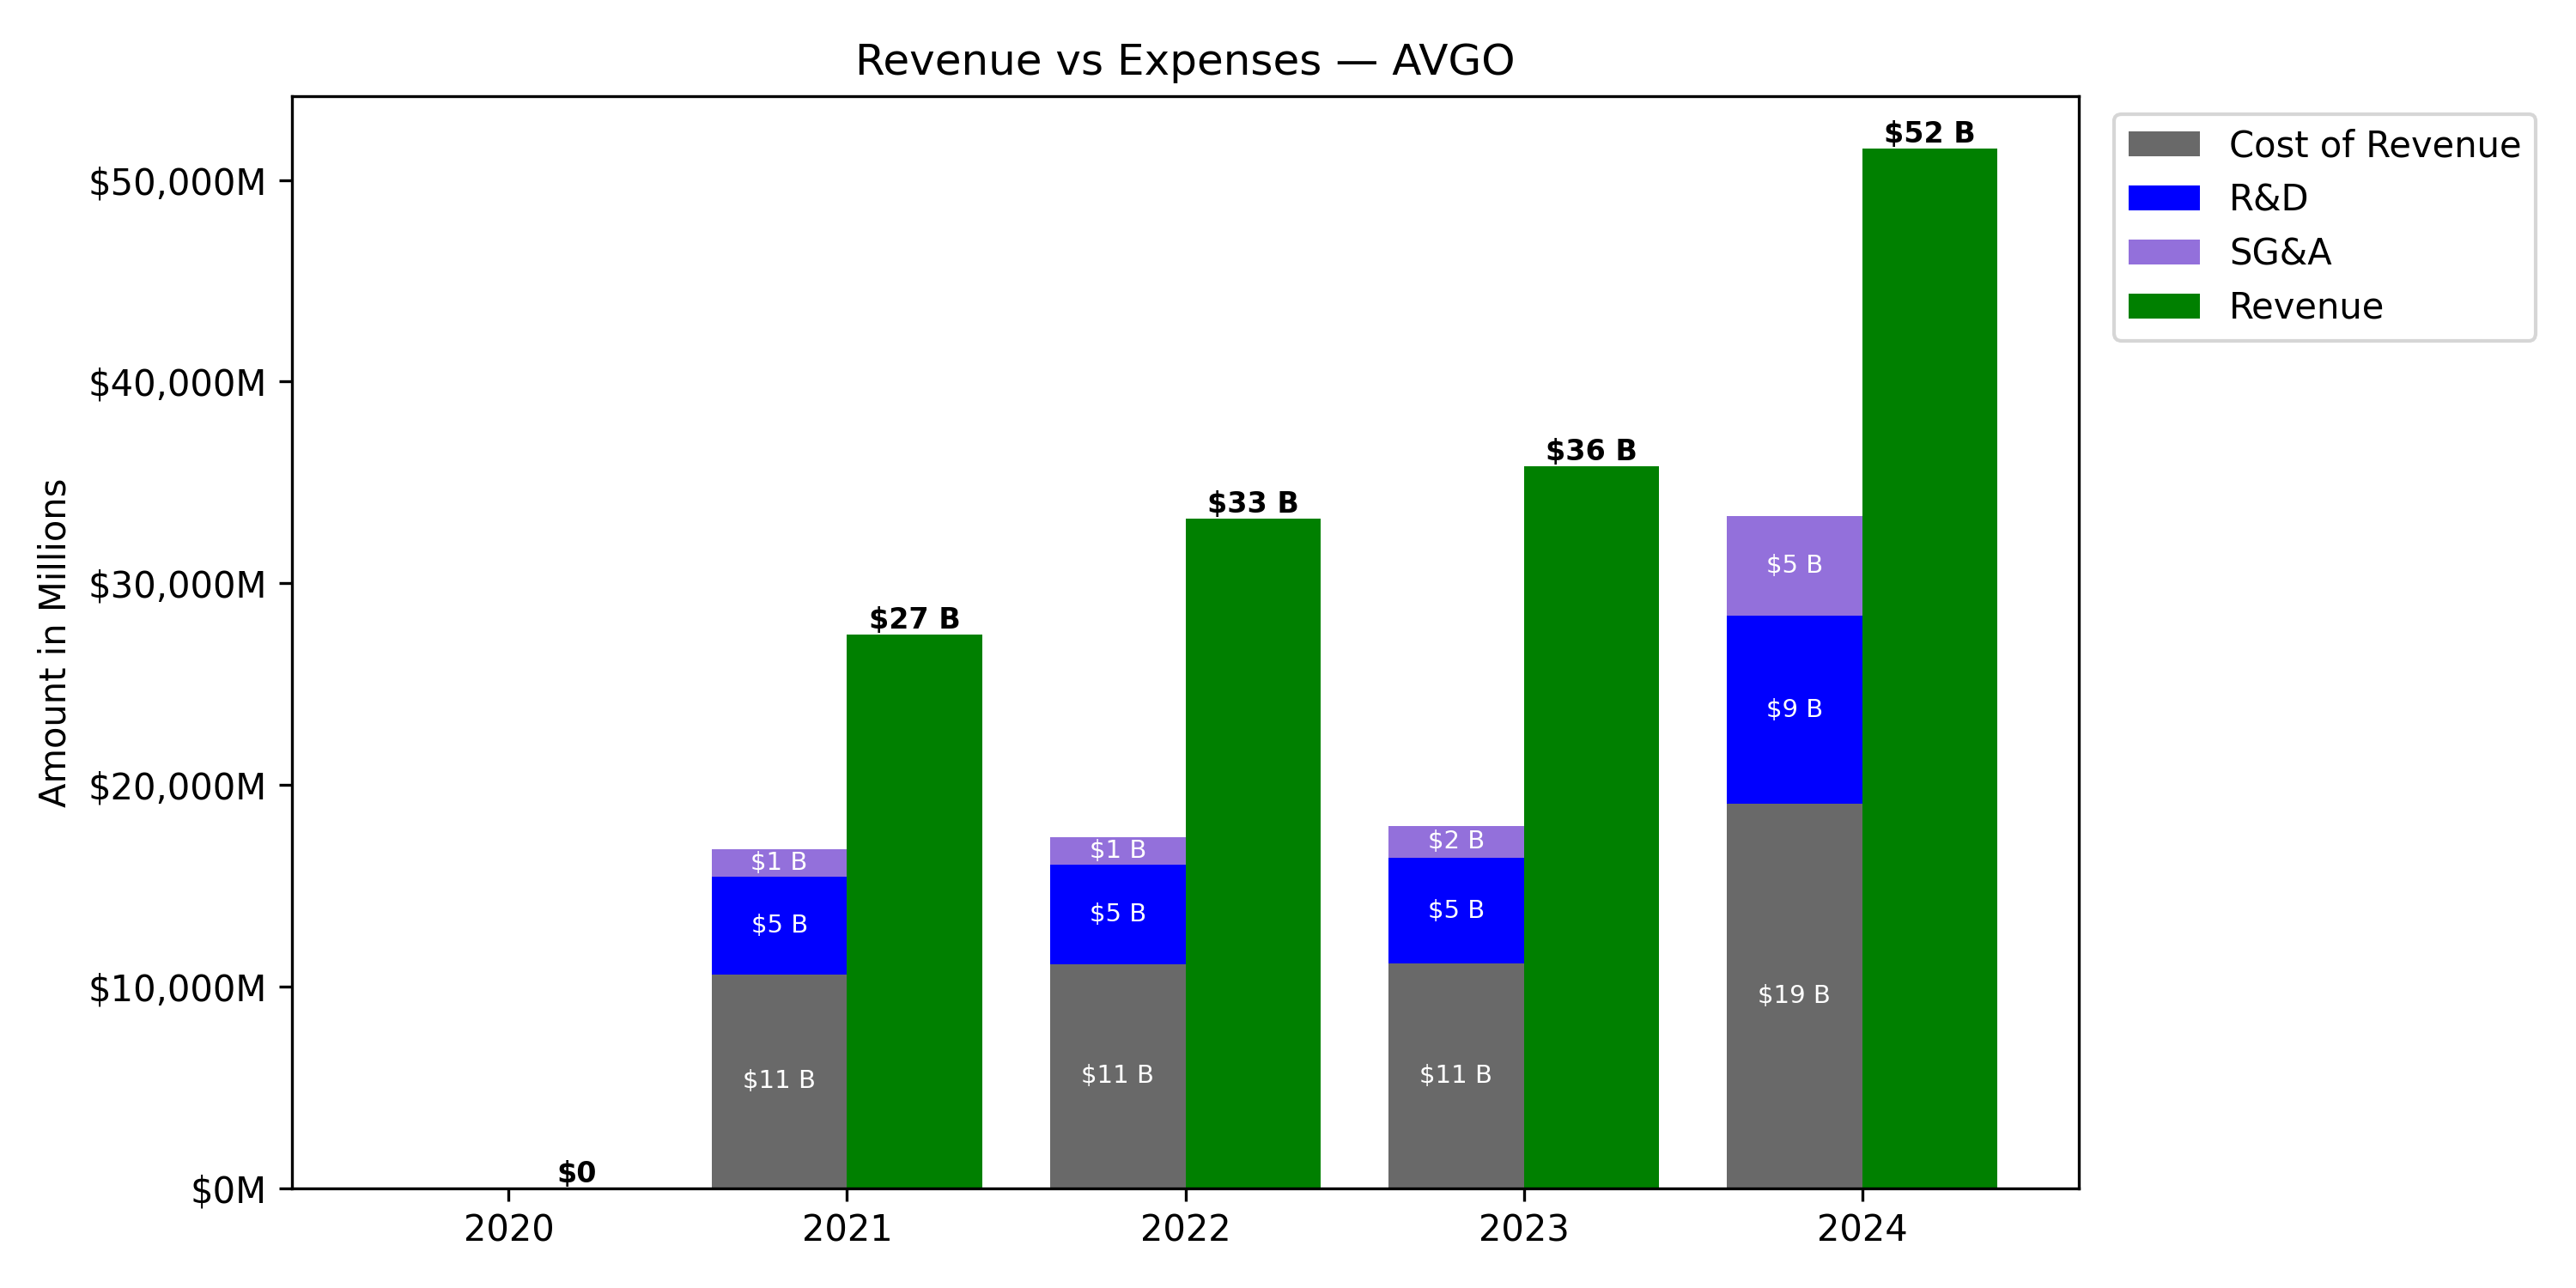 Revenue vs Expenses — AVGO
Cost of Revenue
R&D
SG&A
Revenue
Amount in Millions
$50,000M
$40,000M
$30,000M
$20,000M
$10,000M
$0M
$0
$27 B
$1 B
$5 B
$11 B
$33 B
$1 B
$5 B
$11 B
$36 B
$2 B
$5 B
$11 B
$52 B
$5 B
$9 B
$19 B
2020
2021
2022
2023
2024